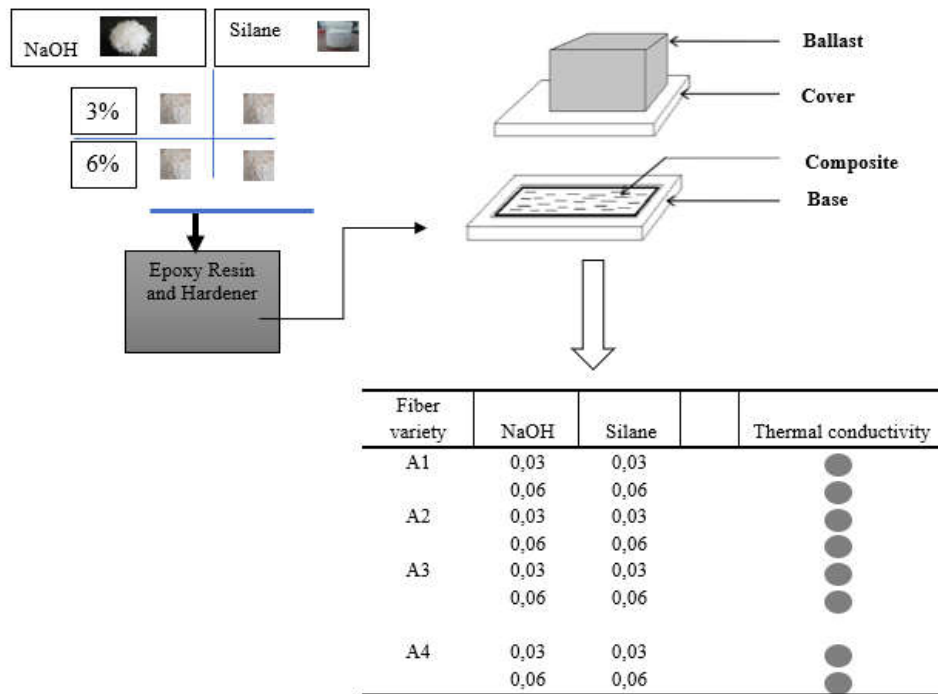 NaOH
Silane
3%
6%
Epoxy Resin
and Hardener
Ballast
Cover
Composite
Base
Fiber
variety NaOH Silane Thermal conductivity
A1 0,03 0,03
0,06 0,06
A2 0,03 0,03
0,06 0,06
A3 0,03 0,03
0,06 0,06
A4 0,03 0,03
0,06 0,06